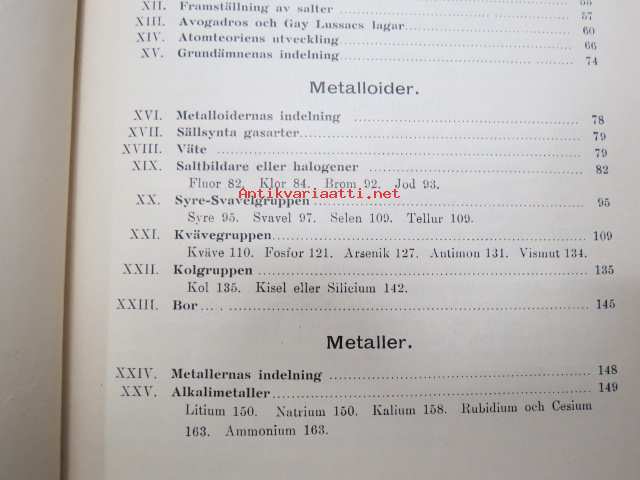 XII. Framställning av salter
XIII. Avogadros och Gay Lussacs lagar 57
XIV. Atomteoriens utveckling 60
XV. Grundämnenas indelning 66
74
Metalloider.
XVI. Metalloidernas indelning 78
XVII. Sällsynta gasarter 79
XVIII. Väte 79
XIX. Saltbildare eller halogener 82
Fluor 82. Klor 84. Brom 92. Jod 93.
Antikvariaatti.net
XX. Syre-Svavelgruppen 95
Syre 95. Svavel 97. Selen 109. Tellur 109.
XXI. Kvävegruppen 109
Kväve 110. Fosfor 121. Arsenik 127. Antimon 131. Vismut 134.
XXII. Kolgruppen 135
Kol 135. Kisel eller Silicium 142.
XXIII. Bor 145
Metaller.
XXIV. Metallernas indelning 148
XXV. Alkalimetaller 149
Litium 150. Natrium 150. Kalium 158. Rubidium och Cesium
163. Ammonium 163.